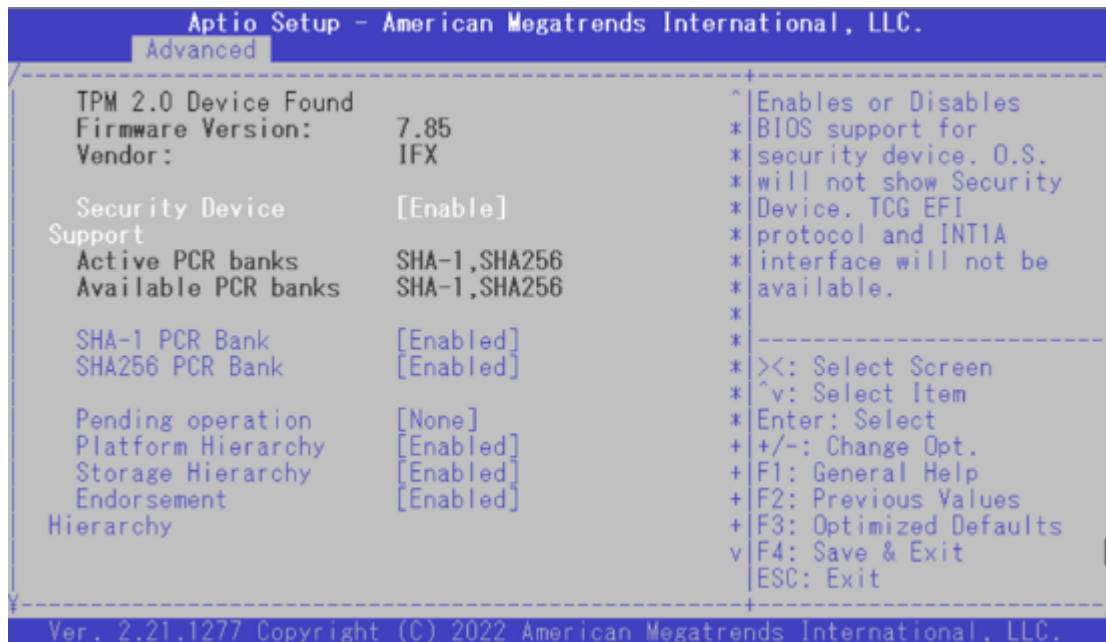 Aptio Setup - American Megatrends International, LLC.
Advanced
TPM 2.0 Device Found
Firmware Version: 7.85
Vendor: IFX
Security Device [Enable]
Support
Active PCR banks SHA-1,SHA256
Available PCR banks SHA-1,SHA256
SHA-1 PCR Bank [Enabled]
SHA256 PCR Bank [Enabled]
Pending operation [None]
Platform Hierarchy [Enabled]
Storage Hierarchy [Enabled]
Endorsement [Enabled]
Hierarchy
Enables or Disables
BIOS support for
security device. O.S.
will not show Security
Device. TCG EFI
protocol and INT1A
interface will not be
available.
><: Select Screen
^v: Select Item
Enter: Select
+/-: Change Opt.
F1: General Help
F2: Previous Values
F3: Optimized Defaults
F4: Save & Exit
ESC: Exit
Ver. 2.21.1277 Copyright (C) 2022 American Megatrends International, LLC.